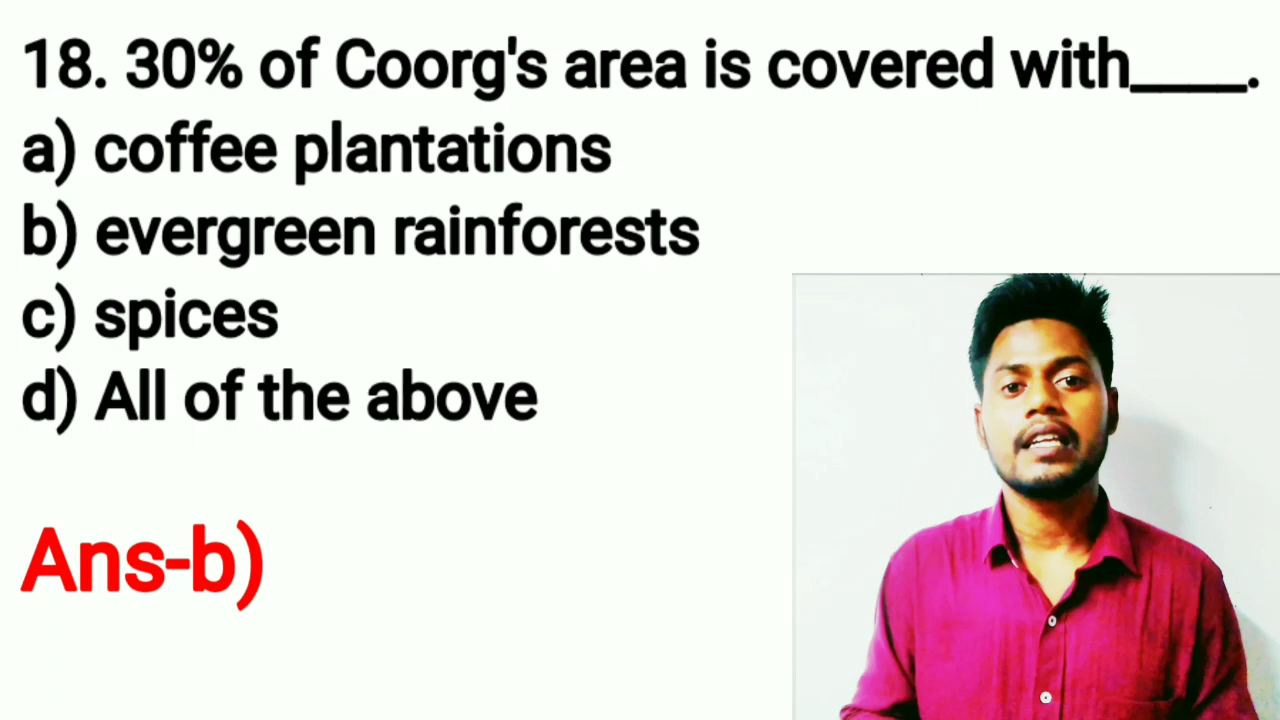 18. 30% of Coorg's area is covered with____.
a) coffee plantations
b) evergreen rainforests
c) spices
d) All of the above
Ans-b)